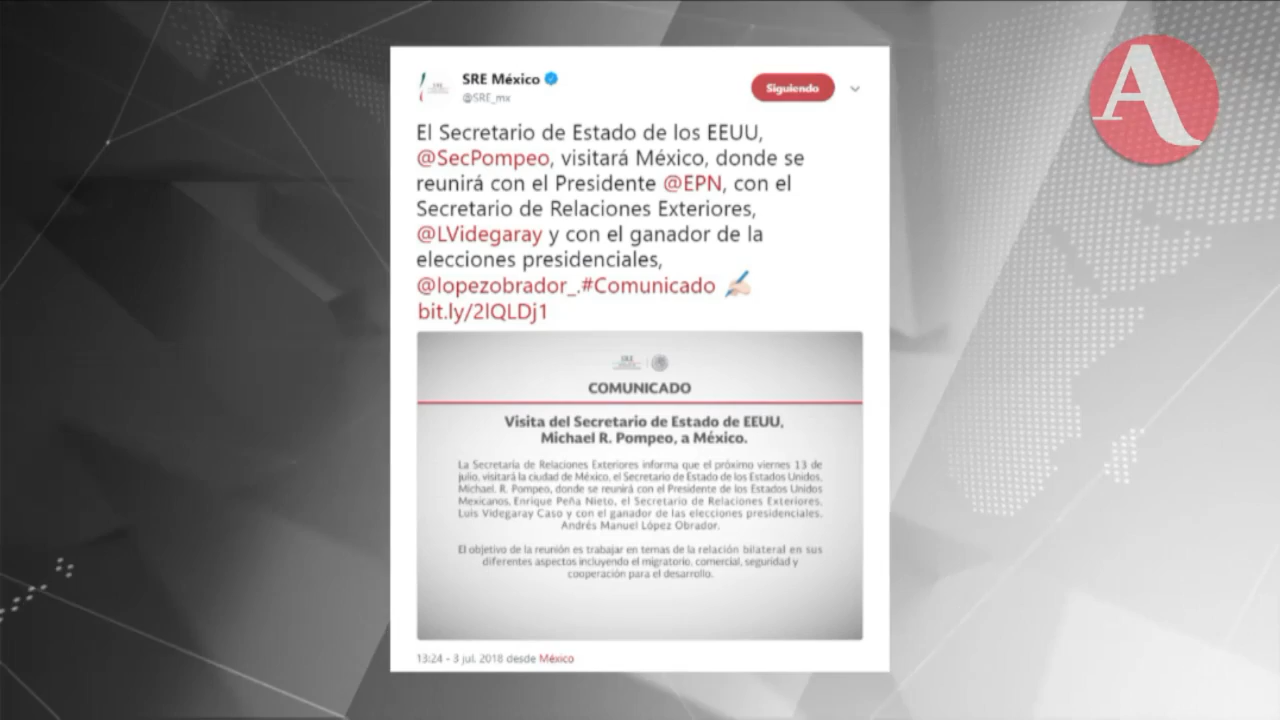 A
SRE México
@SRE_mx
Siguiendo
El Secretario de Estado de los EEUU,
@SecPompeo, visitará México, donde se
reunirá con el Presidente @EPN, con el
Secretario de Relaciones Exteriores,
@LVidegaray y con el ganador de la
elecciones presidenciales,
@lopezobrador_.#Comunicado
bit.ly/2lQLDj1
SRE
COMUNICADO
Visita del Secretario de Estado de EEUU,
Michael R. Pompeo, a México.
La Secretaría de Relaciones Exteriores informa que el próximo viernes 13 de
julio, visitará la ciudad de México, el Secretario de Estado de los Estados Unidos,
Michael. R. Pompeo, donde se reunirá con el Presidente de los Estados Unidos
Mexicanos, Enrique Peña Nieto, el Secretario de Relaciones Exteriores,
Luis Videgaray Caso y con el ganador de las elecciones presidenciales,
Andrés Manuel López Obrador.
El objetivo de la reunión es trabajar en temas de la relación bilateral en sus
diferentes aspectos incluyendo el migratorio, comercial, seguridad y
cooperación para el desarrollo.
13:24 - 3 jul. 2018 desde México